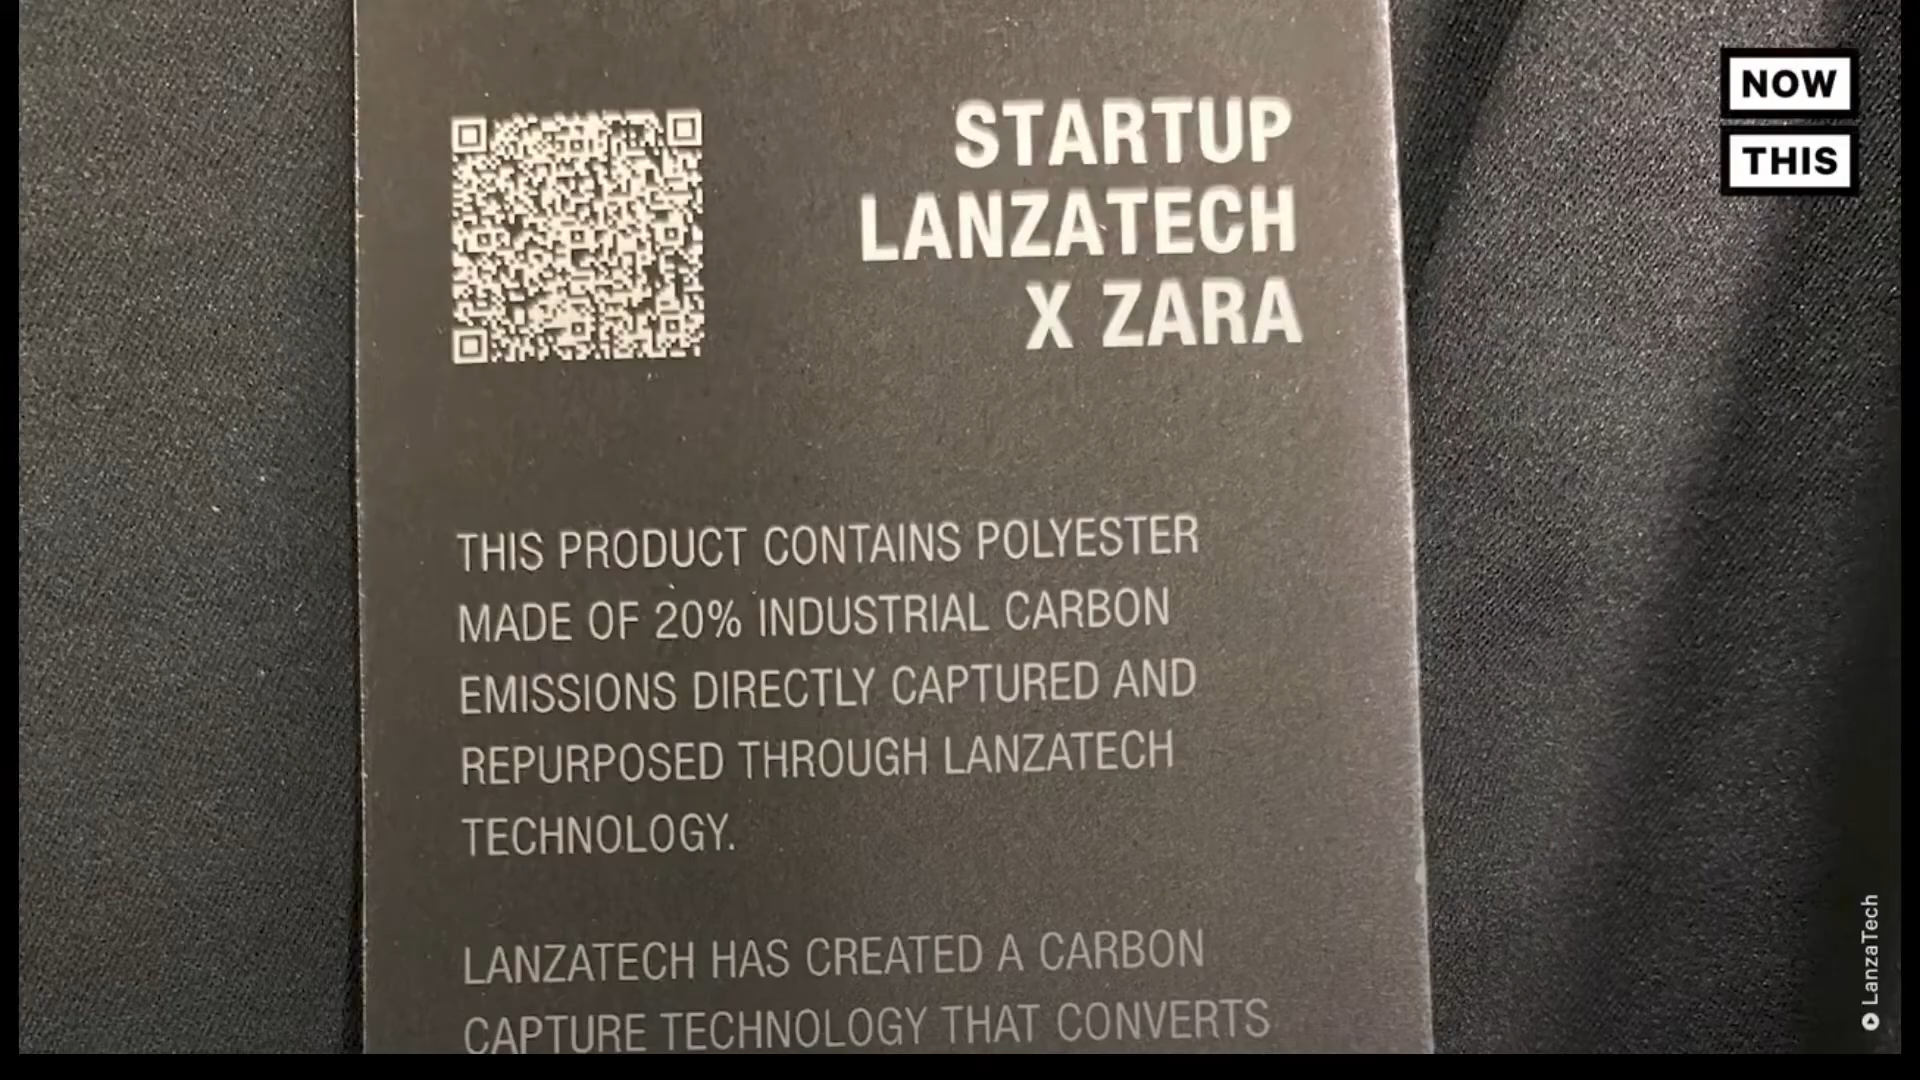 NOW
THIS
STARTUP
LANZATECH
X ZARA
THIS PRODUCT CONTAINS POLYESTER
MADE OF 20% INDUSTRIAL CARBON
EMISSIONS DIRECTLY CAPTURED AND
REPURPOSED THROUGH LANZATECH
TECHNOLOGY.
LANZATECH HAS CREATED A CARBON
CAPTURE TECHNOLOGY THAT CONVERTS
LanzaTech